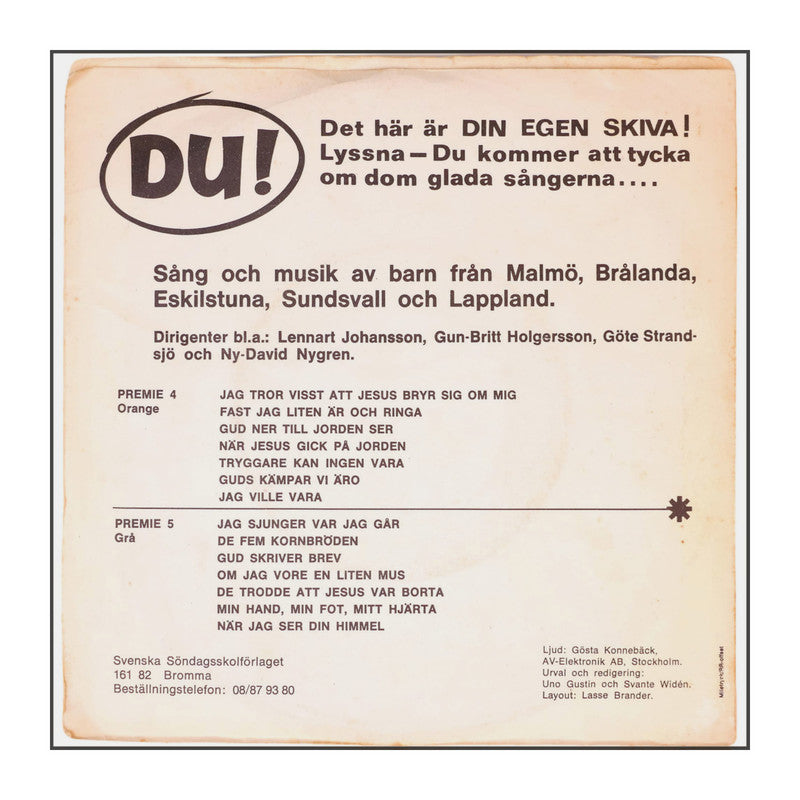 DU!
Det här är DIN EGEN SKIVA!
Lyssna — Du kommer att tycka
om dom glada sångerna....
Sång och musik av barn från Malmö, Brålanda,
Eskilstuna, Sundsvall och Lappland.
Dirigenter bl.a.: Lennart Johansson, Gun-Britt Holgersson, Göte Strand-
sjö och Ny-David Nygren.
PREMIE 4
Orange
JAG TROR VISST ATT JESUS BRYR SIG OM MIG
FAST JAG LITEN ÄR OCH RINGA
GUD NER TILL JORDEN SER
NÄR JESUS GICK PÅ JORDEN
TRYGGARE KAN INGEN VARA
GUDS KÄMPAR VI ÄRO
JAG VILLE VARA
PREMIE 5
Grå
JAG SJUNGER VAR JAG GÅR
DE FEM KORNBRÖDEN
GUD SKRIVER BREV
OM JAG VORE EN LITEN MUS
DE TRODDE ATT JESUS VAR BORTA
MIN HAND, MIN FOT, MITT HJÄRTA
NÄR JAG SER DIN HIMMEL
Svenska Söndagsskolförlaget
161 82 Bromma
Beställningstelefon: 08/87 93 80
Ljud: Gösta Konnebäck,
AV-Elektronik AB, Stockholm.
Urval och redigering:
Uno Gustin och Svante Widén.
Layout: Lasse Brander.